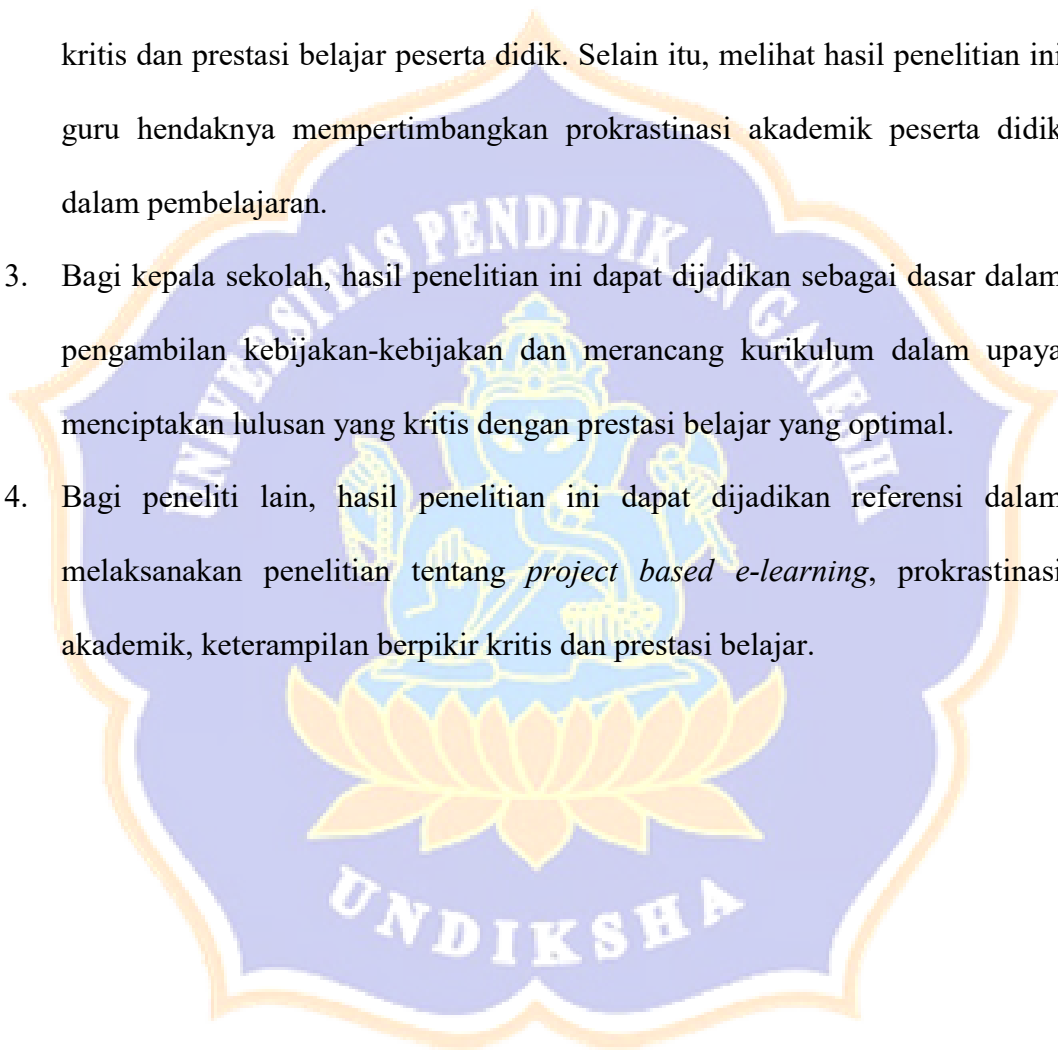 kritis dan prestasi belajar peserta didik. Selain itu, melihat hasil penelitian ini
guru hendaknya mempertimbangkan prokrastinasi akademik peserta didik
dalam pembelajaran.
3. Bagi kepala sekolah, hasil penelitian ini dapat dijadikan sebagai dasar dalam
pengambilan kebijakan-kebijakan dan merancang kurikulum dalam upaya
menciptakan lulusan yang kritis dengan prestasi belajar yang optimal.
4. Bagi peneliti lain, hasil penelitian ini dapat dijadikan referensi dalam
melaksanakan penelitian tentang project based e-learning, prokrastinasi
akademik, keterampilan berpikir kritis dan prestasi belajar.
UNIVERSITAS PENDIDIKAN GANESHA
UNDIKSHA